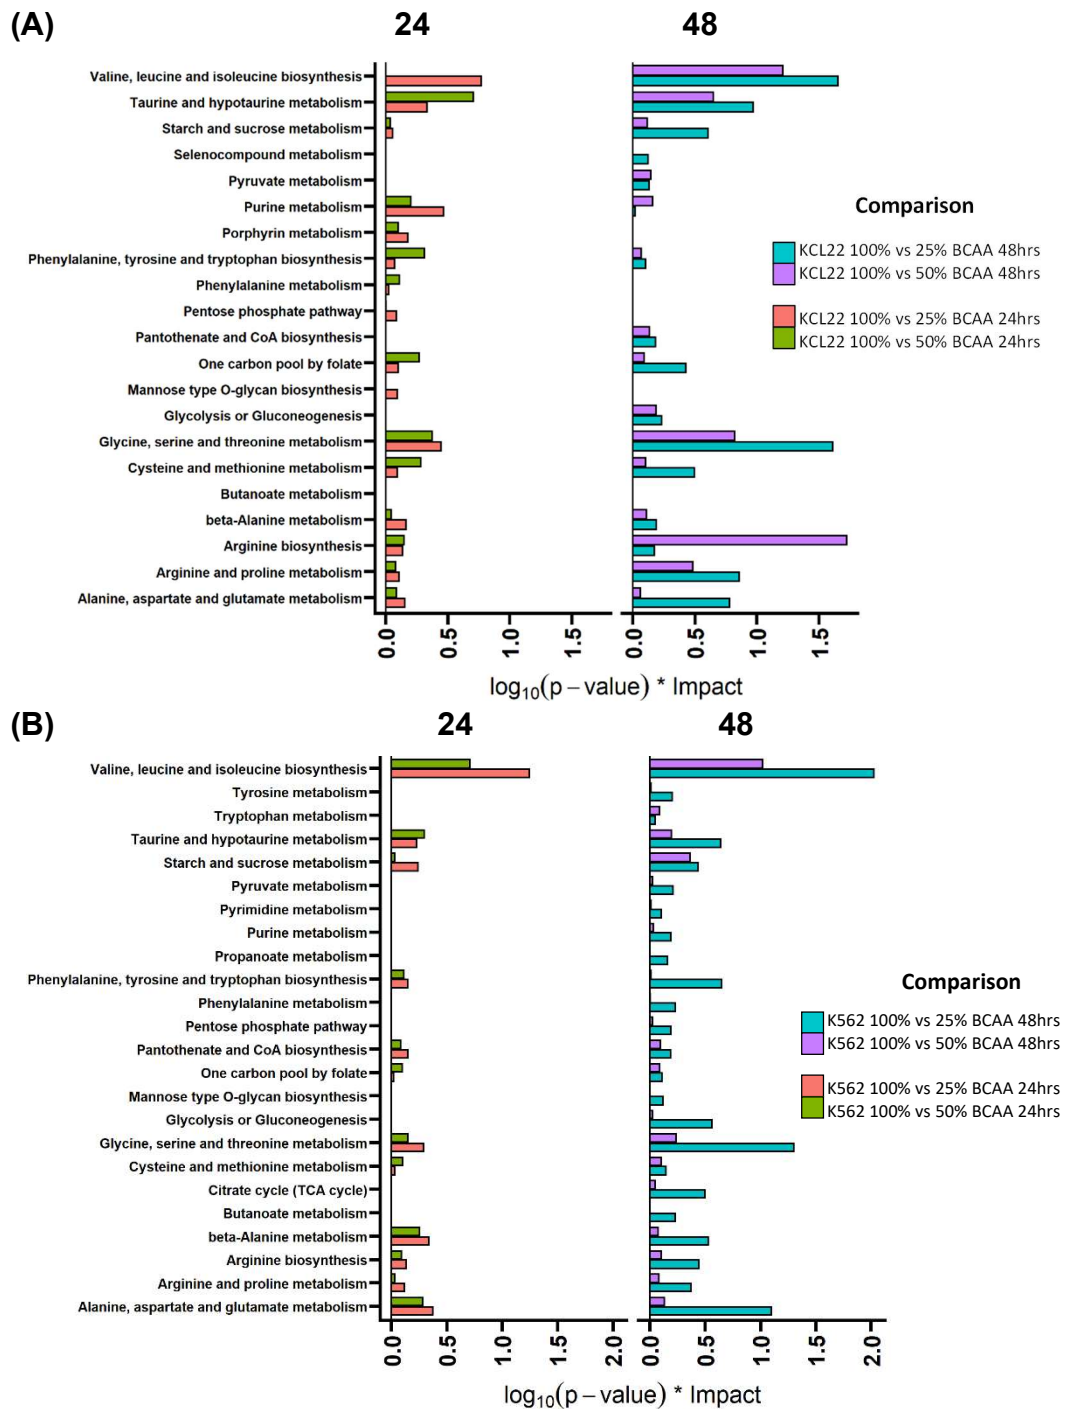 (A)
24
48
Valine, leucine and isoleucine biosynthesis
Taurine and hypotaurine metabolism
Starch and sucrose metabolism
Selenocompound metabolism
Pyruvate metabolism
Purine metabolism
Porphyrin metabolism
Phenylalanine, tyrosine and tryptophan biosynthesis
Phenylalanine metabolism
Pentose phosphate pathway
Pantothenate and CoA biosynthesis
One carbon pool by folate
Mannose type O-glycan biosynthesis
Glycolysis or Gluconeogenesis
Glycine, serine and threonine metabolism
Cysteine and methionine metabolism
Butanoate metabolism
beta-Alanine metabolism
Arginine biosynthesis
Arginine and proline metabolism
Alanine, aspartate and glutamate metabolism
0.0 0.5 1.0 1.5
0.0 0.5 1.0 1.5
log10(p – value) * Impact
Comparison
KCL22 100% vs 25% BCAA 48hrs
KCL22 100% vs 50% BCAA 48hrs
KCL22 100% vs 25% BCAA 24hrs
KCL22 100% vs 50% BCAA 24hrs
(B)
24
48
Valine, leucine and isoleucine biosynthesis
Tyrosine metabolism
Tryptophan metabolism
Taurine and hypotaurine metabolism
Starch and sucrose metabolism
Pyruvate metabolism
Pyrimidine metabolism
Purine metabolism
Propanoate metabolism
Phenylalanine, tyrosine and tryptophan biosynthesis
Phenylalanine metabolism
Pentose phosphate pathway
Pantothenate and CoA biosynthesis
One carbon pool by folate
Mannose type O-glycan biosynthesis
Glycolysis or Gluconeogenesis
Glycine, serine and threonine metabolism
Cysteine and methionine metabolism
Citrate cycle (TCA cycle)
Butanoate metabolism
beta-Alanine metabolism
Arginine biosynthesis
Arginine and proline metabolism
Alanine, aspartate and glutamate metabolism
0.0 0.5 1.0 1.5 2.0
0.0 0.5 1.0 1.5 2.0
log10(p – value) * Impact
Comparison
K562 100% vs 25% BCAA 48hrs
K562 100% vs 50% BCAA 48hrs
K562 100% vs 25% BCAA 24hrs
K562 100% vs 50% BCAA 24hrs